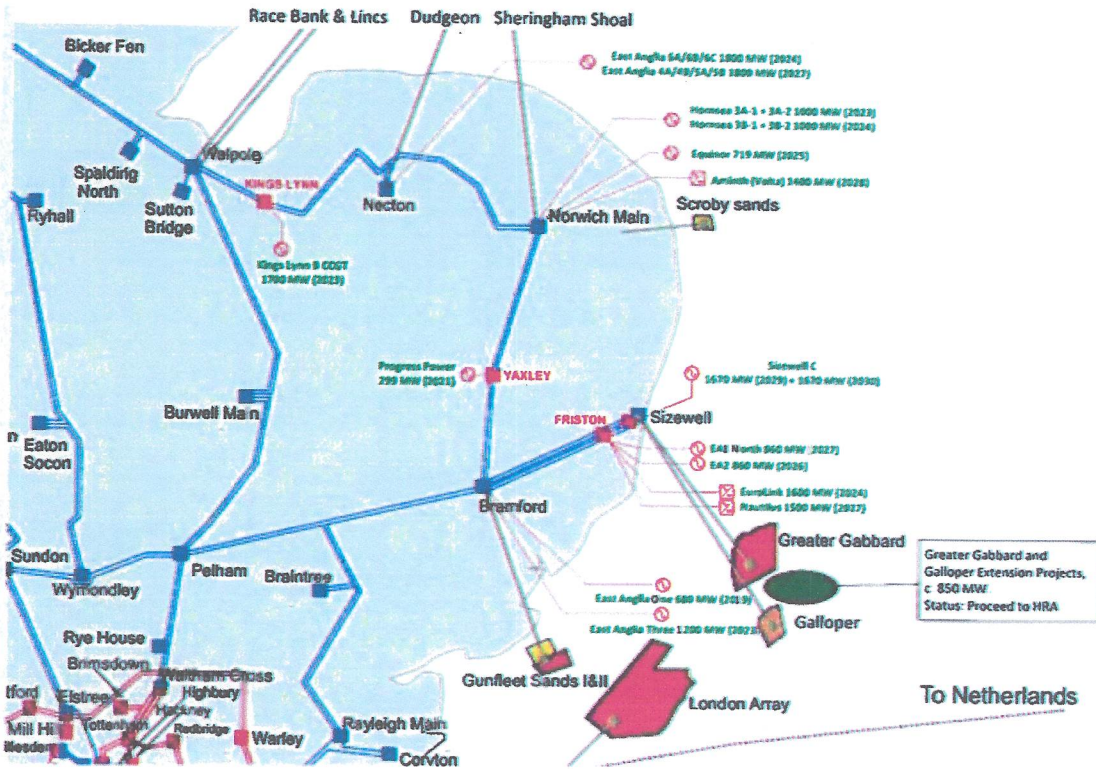 Race Bank & Lincs
Dudgeon
Sheringham Shoal
Bicker Fen
East Anglia 6A/6B/6C 1800 MW (2024)
East Anglia 4A/4B/5A/5B 1800 MW (2027)
Hornsea 3A-1 + 3A-2 1000 MW (2023)
Hornsea 3B-1 + 3B-2 1000 MW (2024)
Walpole
Equinor 719 MW (2025)
Spalding
North
KINGS LYNN
Aminth (Voltu) 1400 MW (2028)
Ryhall
Sutton
Bridge
Necton
Norwich Main
Scroby sands
Kings Lynn B CCGT
1700 MW (2023)
Progress Power
299 MW (2021)
YAXLEY
Sizewell C
1670 MW (2029) + 1670 MW (2030)
Burwell Main
FRISTON
Sizewell
Eaton
Socon
EA1 North 860 MW (2027)
EA2 860 MW (2026)
EuroLink 1600 MW (2024)
Nautilus 1500 MW (2027)
Bramford
Sundon
Wymondley
Pelham
Braintree
Greater Gabbard
Greater Gabbard and
Galloper Extension Projects,
c 850 MW
Status: Proceed to HRA
East Anglia One 680 MW (2019)
East Anglia Three 1200 MW (2023)
Galloper
Rye House
Brimsdown
Waltham Cross
Gunfleet Sands I&II
Highbury
tford
Elstree
Hackney
London Array
To Netherlands
Mill Hill
Tottenham
Redbridge
Warley
Rayleigh Main
llesden
Coryton